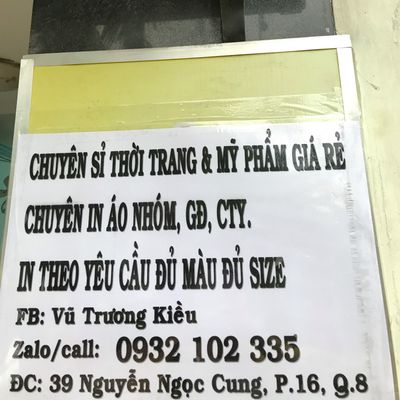 CHUYÊN SỈ THỜI TRANG & MỸ PHẨM GIÁ RẺ
CHUYÊN IN ÁO NHÓM, GĐ, CTY.
IN THEO YÊU CẦU ĐỦ MÀU ĐỦ SIZE
FB: Vũ Trương Kiều
Zalo/call: 0932 102 335
ĐC: 39 Nguyễn Ngọc Cung, P.16, Q.8